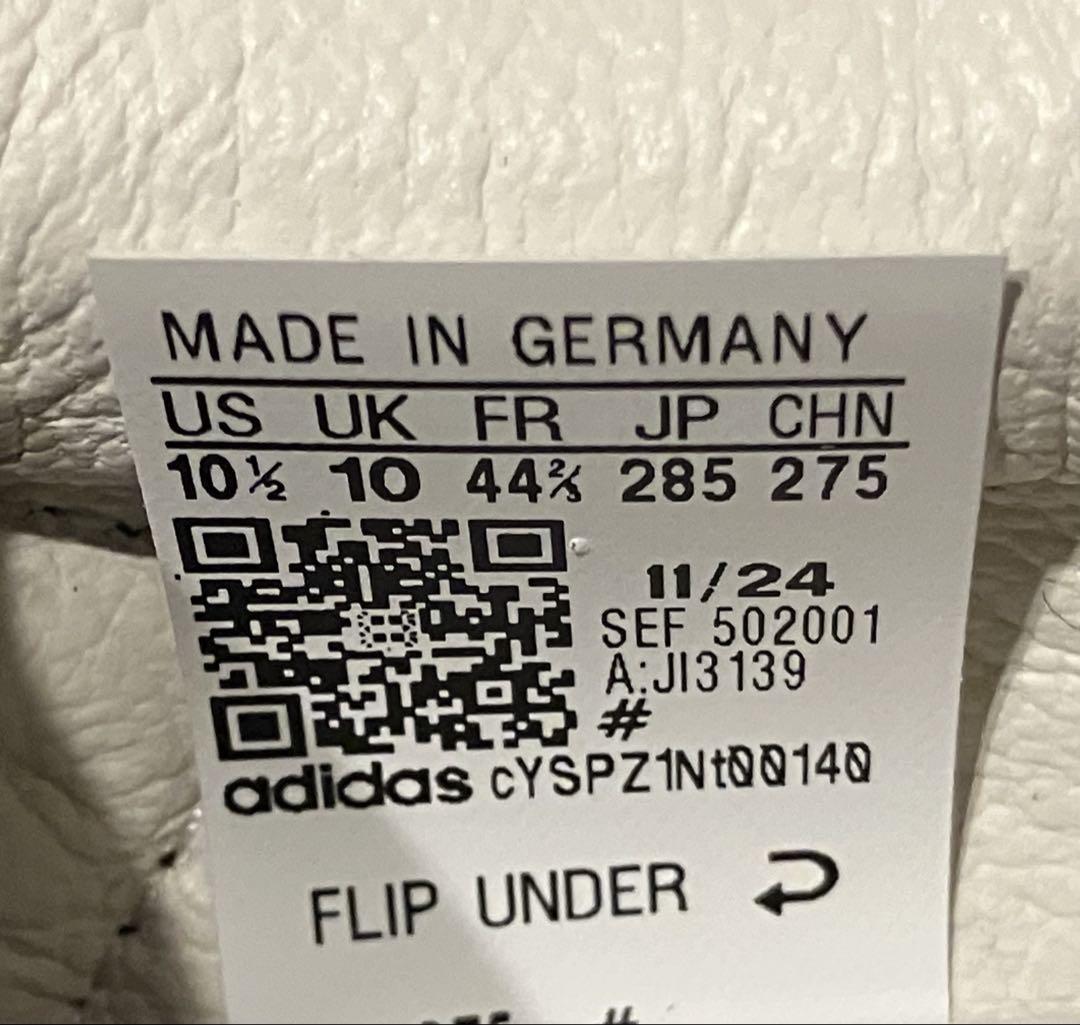 MADE IN GERMANY
US UK FR JP CHN
10½ 10 44⅔ 285 275
11/24
SEF 502001
A:JI3139
#
adidas cYSPZ1Nt00140
FLIP UNDER
#